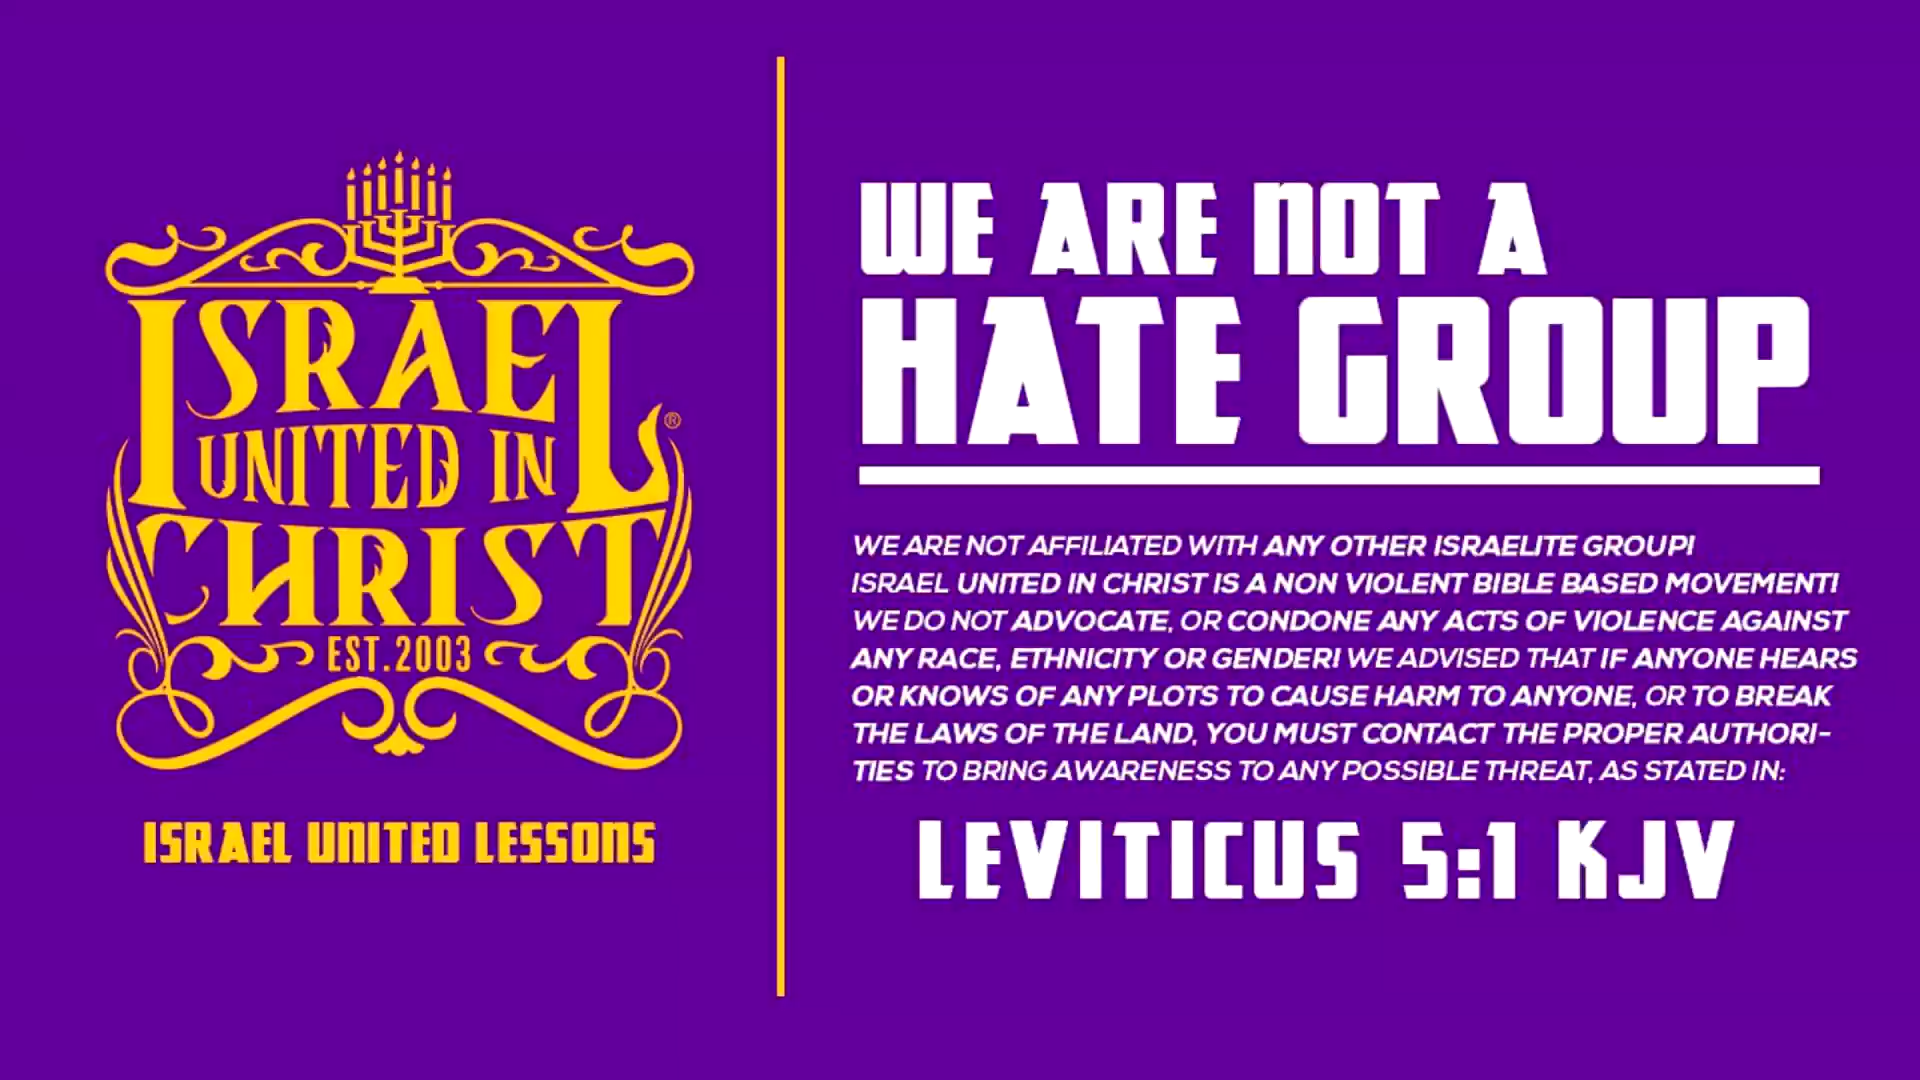 ISRAEL
UNITED IN
CHRIST
®
EST.2003
ISRAEL UNITED LESSONS
WE ARE NOT A
HATE GROUP
WE ARE NOT AFFILIATED WITH ANY OTHER ISRAELITE GROUP!
ISRAEL UNITED IN CHRIST IS A NON VIOLENT BIBLE BASED MOVEMENT!
WE DO NOT ADVOCATE, OR CONDONE ANY ACTS OF VIOLENCE AGAINST
ANY RACE, ETHNICITY OR GENDER! WE ADVISED THAT IF ANYONE HEARS
OR KNOWS OF ANY PLOTS TO CAUSE HARM TO ANYONE, OR TO BREAK
THE LAWS OF THE LAND, YOU MUST CONTACT THE PROPER AUTHORI-
TIES TO BRING AWARENESS TO ANY POSSIBLE THREAT, AS STATED IN:
LEVITICUS 5:1 KJV